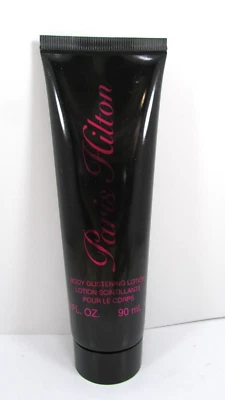 Paris Hilton
BODY GLISTENING LOTION
LOTION SCINTILLANTE
POUR LE CORPS
FL. OZ. 90 mL